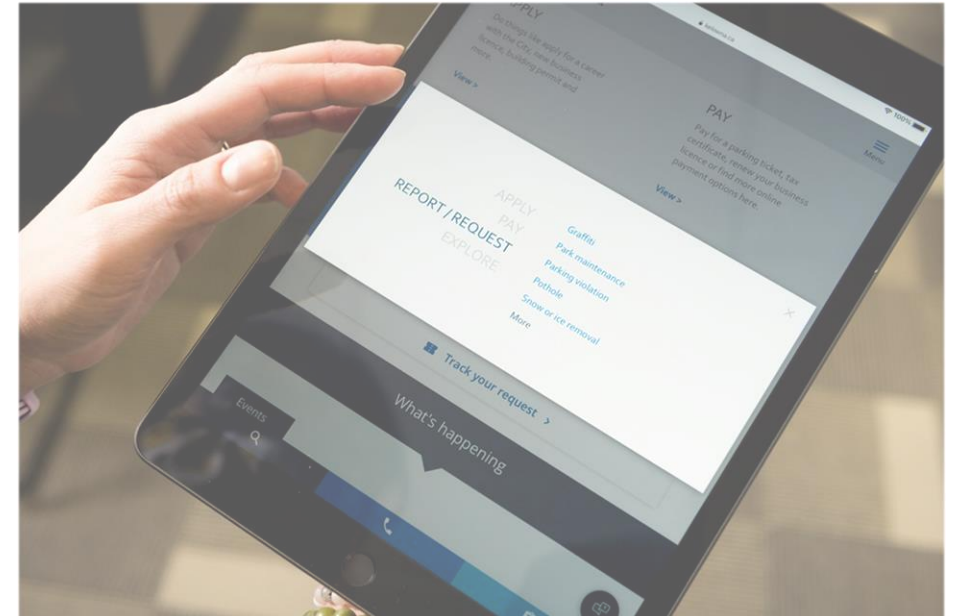 APPLY
Do things like apply for a career
with the City, new business
licence, building permit and
more.
View >
100%
Menu
PAY
Pay for a parking ticket, tax
certificate, renew your business
licence or find more online
payment options here.
View >
APPLY
PAY
REPORT / REQUEST
EXPLORE
Graffiti
Park maintenance
Parking violation
Pothole
Snow or ice removal
More
Track your request >
What's happening
Events